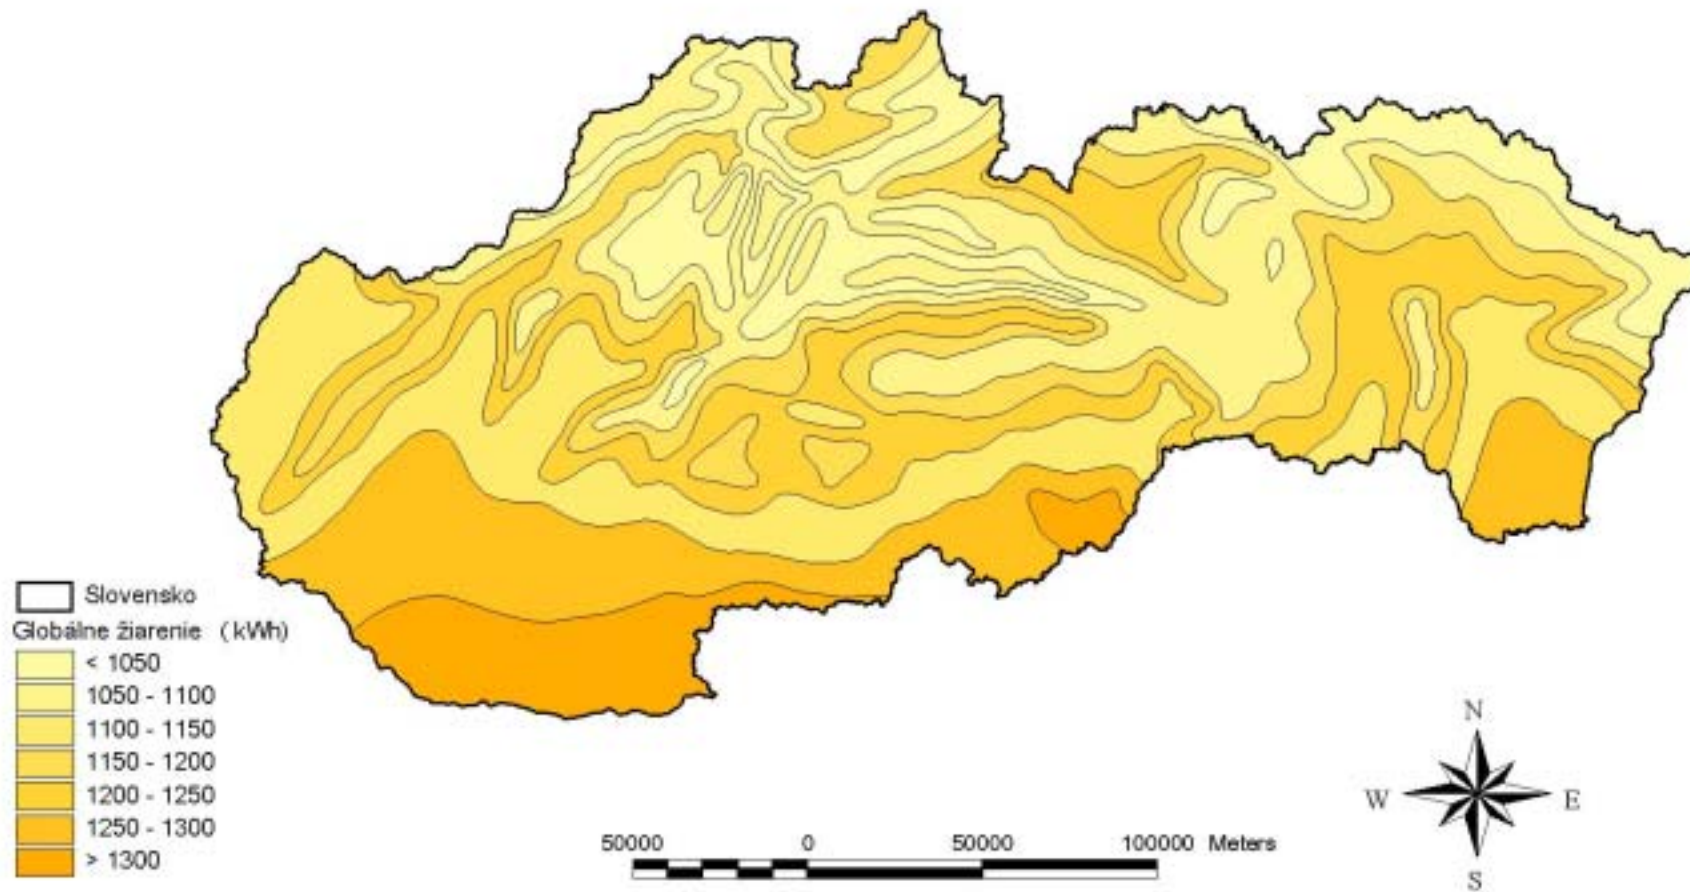 Slovensko
Globálne žiarenie (kWh)
< 1050
1050 - 1100
1100 - 1150
1150 - 1200
1200 - 1250
1250 - 1300
> 1300
50000 0 50000 100000 Meters
N
W E
S